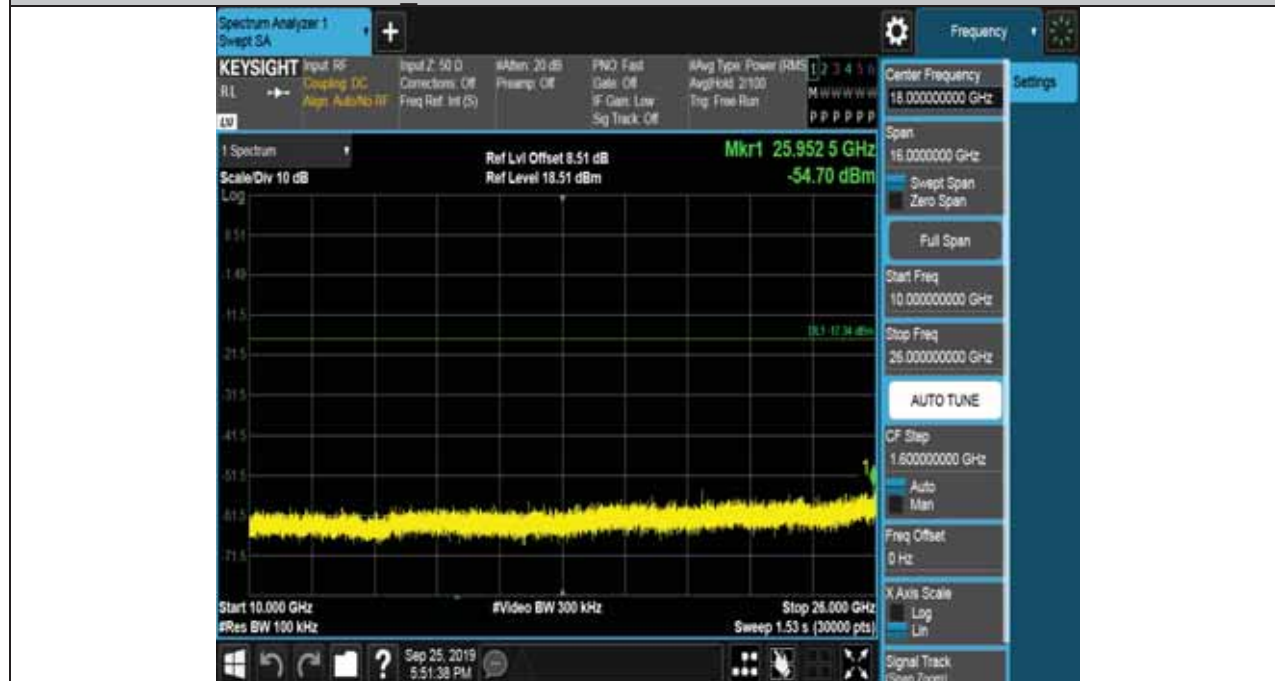 Spectrum Analyzer 1
Swept SA
+
Frequency
KEYSIGHT
RL
LV
Input: RF
Coupling: DC
Align: Auto/No RF
Input Z: 50 Ω
Corrections: Off
Freq Ref: Int (S)
#Atten: 20 dB
Preamp: Off
PNO: Fast
Gate: Off
IF Gain: Low
Sig Track: Off
#Avg Type: Power (RMS
Avg|Hold: 2/100
Trig: Free Run
1 2 3 4 5 6
M W W W W W
P P P P P P
1 Spectrum
Scale/Div 10 dB
Log
Ref Lvl Offset 8.51 dB
Ref Level 18.51 dBm
Mkr1 25.952 5 GHz
-54.70 dBm
8.51
-1.49
-11.5
DL1 -17.34 dBm
-21.5
-31.5
-41.5
-51.5
1
-61.5
-71.5
Start 10.000 GHz
#Res BW 100 kHz
#Video BW 300 kHz
Stop 26.000 GHz
Sweep 1.53 s (30000 pts)
?
Sep 25, 2019
5:51:38 PM
Center Frequency
18.000000000 GHz
Settings
Span
16.0000000 GHz
Swept Span
Zero Span
Full Span
Start Freq
10.000000000 GHz
Stop Freq
26.000000000 GHz
AUTO TUNE
CF Step
1.600000000 GHz
Auto
Man
Freq Offset
0 Hz
X Axis Scale
Log
Lin
Signal Track
(Span Zoom)